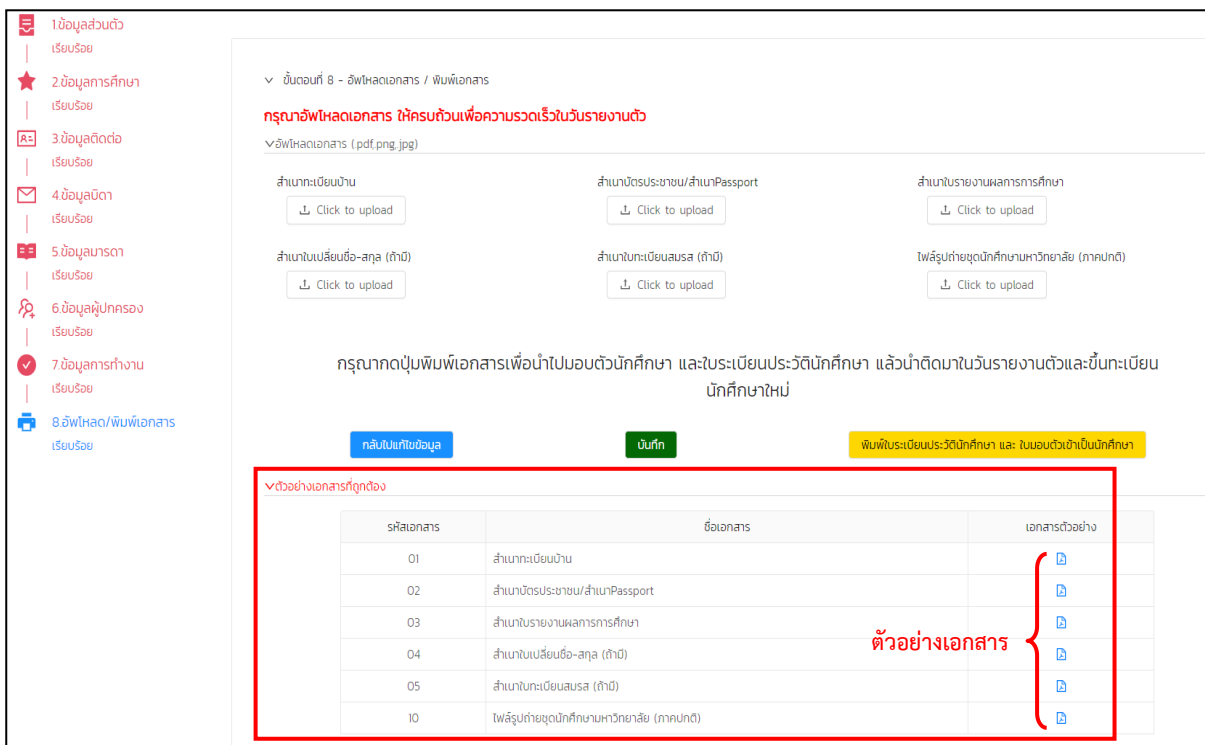 1.ข้อมูลส่วนตัว
เรียบร้อย
2.ข้อมูลการศึกษา
เรียบร้อย
3.ข้อมูลติดต่อ
เรียบร้อย
4.ข้อมูลบิดา
เรียบร้อย
5.ข้อมูลมารดา
เรียบร้อย
6.ข้อมูลผู้ปกครอง
เรียบร้อย
7.ข้อมูลการทำงาน
เรียบร้อย
8.อัพโหลด/พิมพ์เอกสาร
เรียบร้อย
ขั้นตอนที่ 8 - อัพโหลดเอกสาร / พิมพ์เอกสาร
กรุณาอัพโหลดเอกสาร ให้ครบถ้วนเพื่อความรวดเร็วในวันรายงานตัว
อัพโหลดเอกสาร (.pdf,png,jpg)
สำเนาทะเบียนบ้าน สำเนาบัตรประชาชน/สำเนาPassport สำเนาใบรายงานผลการการศึกษา
Click to upload Click to upload Click to upload
สำเนาใบเปลี่ยนชื่อ-สกุล (ถ้ามี) สำเนาใบทะเบียนสมรส (ถ้ามี) ไฟล์รูปถ่ายชุดนักศึกษามหาวิทยาลัย (ภาคปกติ)
Click to upload Click to upload Click to upload
กรุณากดปุ่มพิมพ์เอกสารเพื่อนำไปมอบตัวนักศึกษา และใบระเบียนประวัตินักศึกษา แล้วนำติดมาในวันรายงานตัวและขึ้นทะเบียน
นักศึกษาใหม่
กลับไปแก้ไขข้อมูล บันทึก พิมพ์ใบระเบียนประวัตินักศึกษา และ ใบมอบตัวเข้าเป็นนักศึกษา
ตัวอย่างเอกสารที่ถูกต้อง
รหัสเอกสาร ชื่อเอกสาร เอกสารตัวอย่าง
01 สำเนาทะเบียนบ้าน
02 สำเนาบัตรประชาชน/สำเนาPassport
03 สำเนาใบรายงานผลการการศึกษา
ตัวอย่างเอกสาร
04 สำเนาใบเปลี่ยนชื่อ-สกุล (ถ้ามี)
05 สำเนาใบทะเบียนสมรส (ถ้ามี)
10 ไฟล์รูปถ่ายชุดนักศึกษามหาวิทยาลัย (ภาคปกติ)